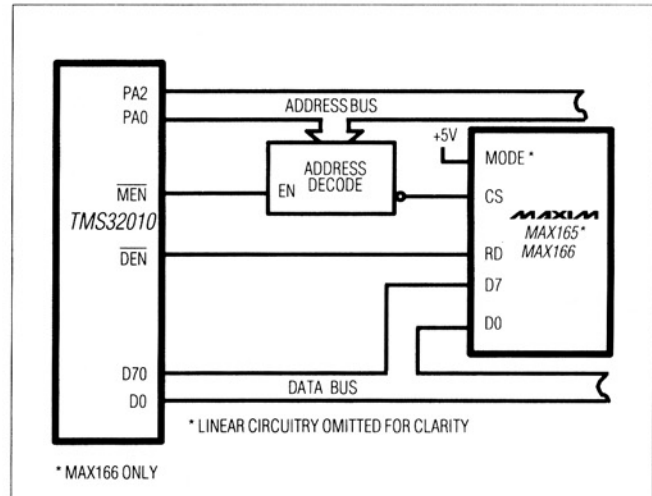 PA2
PA0
ADDRESS BUS
+5V
MODE *
ADDRESS
DECODE
MEN
EN
CS
TMS32010
MAXIM
MAX165*
MAX166
DEN
RD
D7
D0
D70
D0
DATA BUS
* LINEAR CIRCUITRY OMITTED FOR CLARITY
* MAX166 ONLY